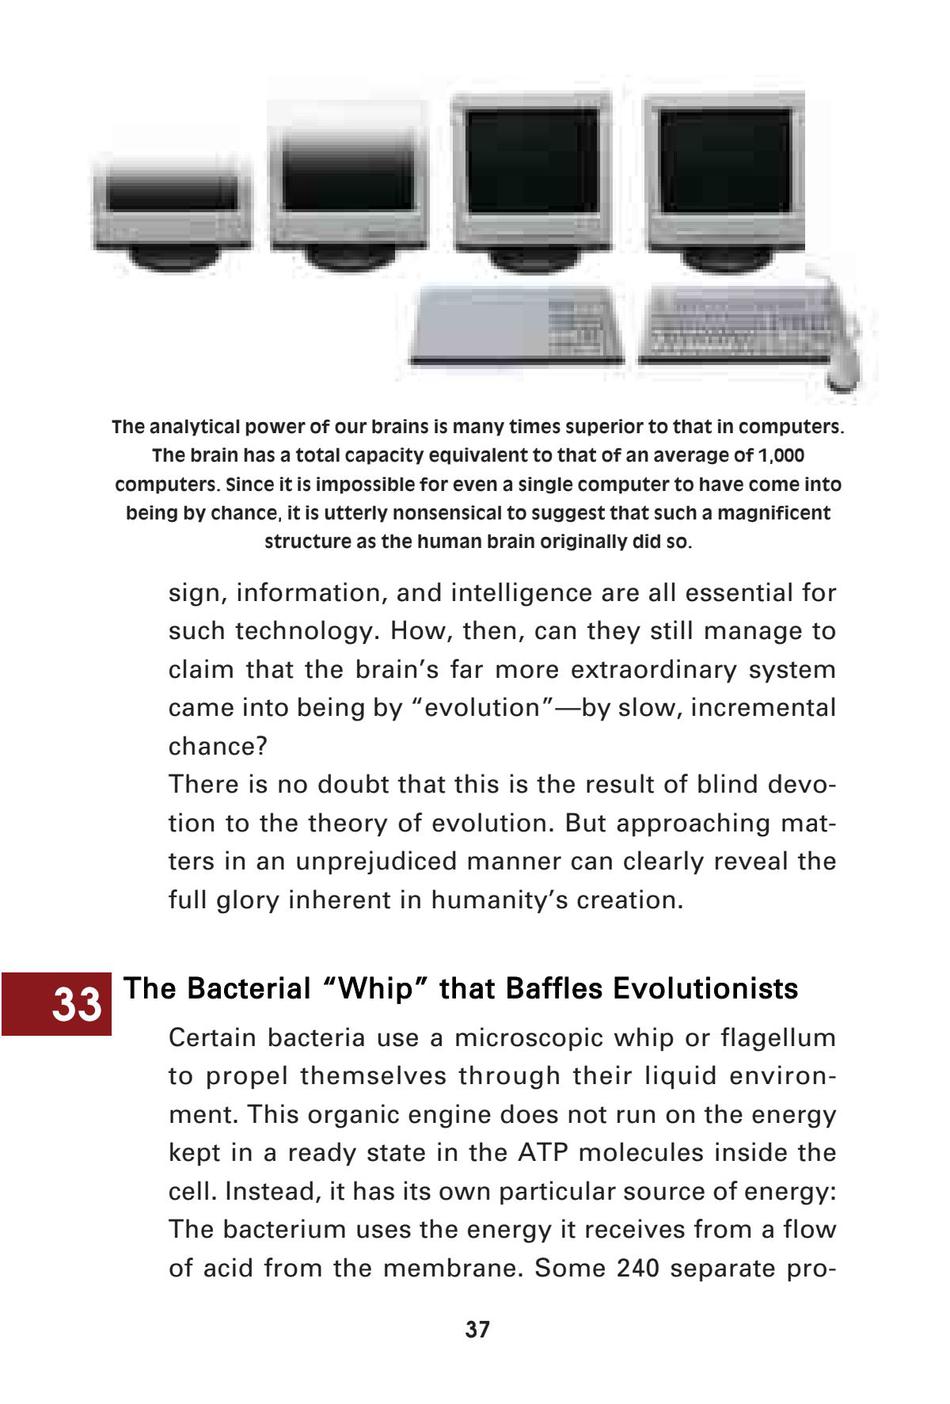 The analytical power of our brains is many times superior to that in computers.
The brain has a total capacity equivalent to that of an average of 1,000
computers. Since it is impossible for even a single computer to have come into
being by chance, it is utterly nonsensical to suggest that such a magnificent
structure as the human brain originally did so.
sign, information, and intelligence are all essential for
such technology. How, then, can they still manage to
claim that the brain’s far more extraordinary system
came into being by “evolution”—by slow, incremental
chance?
There is no doubt that this is the result of blind devo-
tion to the theory of evolution. But approaching mat-
ters in an unprejudiced manner can clearly reveal the
full glory inherent in humanity’s creation.
33 The Bacterial “Whip” that Baffles Evolutionists
Certain bacteria use a microscopic whip or flagellum
to propel themselves through their liquid environ-
ment. This organic engine does not run on the energy
kept in a ready state in the ATP molecules inside the
cell. Instead, it has its own particular source of energy:
The bacterium uses the energy it receives from a flow
of acid from the membrane. Some 240 separate pro-
37